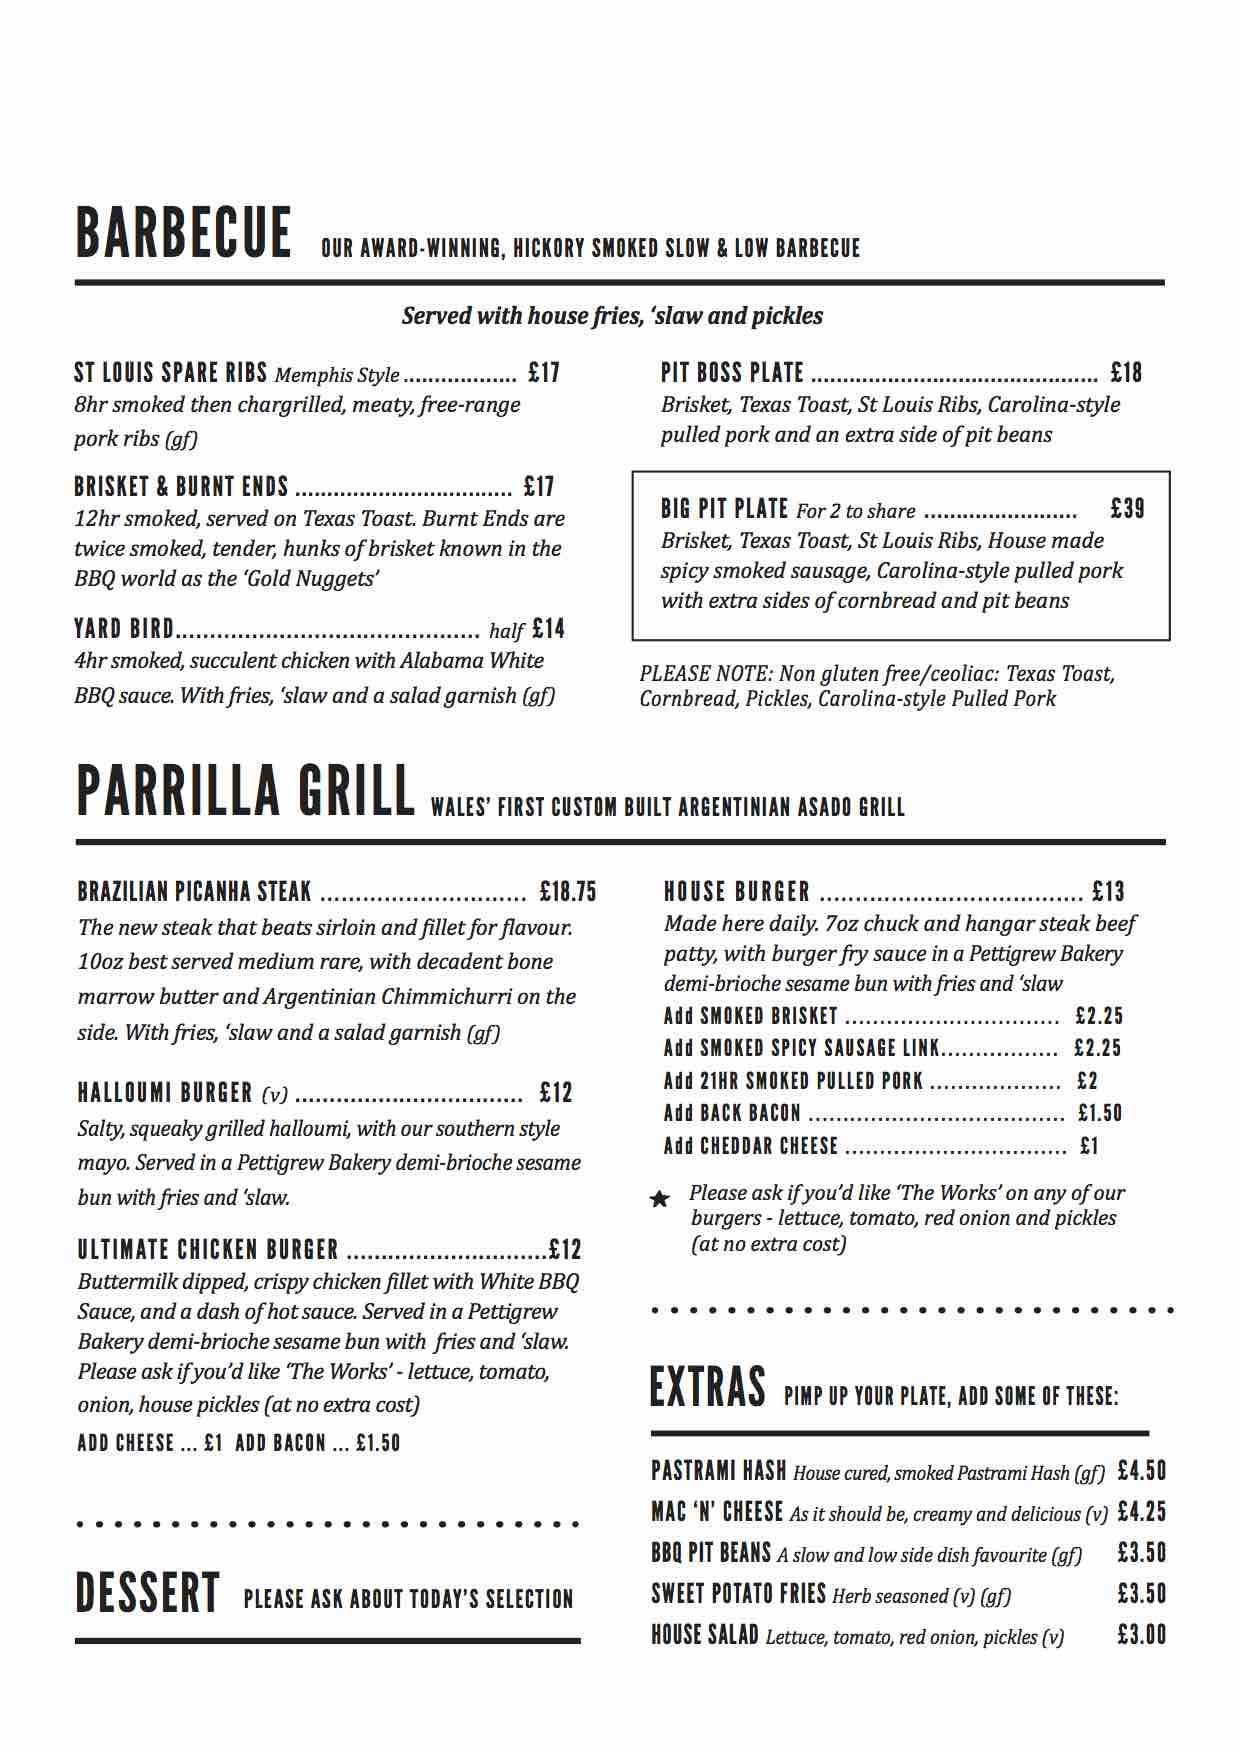 BARBECUE OUR AWARD-WINNING, HICKORY SMOKED SLOW & LOW BARBECUE
Served with house fries, ‘slaw and pickles
ST LOUIS SPARE RIBS Memphis Style .................. £17
8hr smoked then chargrilled, meaty, free-range
pork ribs (gf)
BRISKET & BURNT ENDS .................................. £17
12hr smoked, served on Texas Toast. Burnt Ends are
twice smoked, tender, hunks of brisket known in the
BBQ world as the ‘Gold Nuggets’
YARD BIRD............................................ half £14
4hr smoked, succulent chicken with Alabama White
BBQ sauce. With fries, ‘slaw and a salad garnish (gf)
PIT BOSS PLATE ............................................. £18
Brisket, Texas Toast, St Louis Ribs, Carolina-style
pulled pork and an extra side of pit beans
BIG PIT PLATE For 2 to share ........................ £39
Brisket, Texas Toast, St Louis Ribs, House made
spicy smoked sausage, Carolina-style pulled pork
with extra sides of cornbread and pit beans
PLEASE NOTE: Non gluten free/ceoliac: Texas Toast,
Cornbread, Pickles, Carolina-style Pulled Pork
PARRILLA GRILL WALES’ FIRST CUSTOM BUILT ARGENTINIAN ASADO GRILL
BRAZILIAN PICANHA STEAK ............................ £18.75
The new steak that beats sirloin and fillet for flavour.
10oz best served medium rare, with decadent bone
marrow butter and Argentinian Chimmichurri on the
side. With fries, ‘slaw and a salad garnish (gf)
HALLOUMI BURGER (v) ................................. £12
Salty, squeaky grilled halloumi, with our southern style
mayo. Served in a Pettigrew Bakery demi-brioche sesame
bun with fries and ‘slaw.
ULTIMATE CHICKEN BURGER .............................£12
Buttermilk dipped, crispy chicken fillet with White BBQ
Sauce, and a dash of hot sauce. Served in a Pettigrew
Bakery demi-brioche sesame bun with fries and ‘slaw.
Please ask if you’d like ‘The Works’ - lettuce, tomato,
onion, house pickles (at no extra cost)
ADD CHEESE ... £1 ADD BACON ... £1.50
DESSERT PLEASE ASK ABOUT TODAY’S SELECTION
HOUSE BURGER ..................................... £13
Made here daily. 7oz chuck and hangar steak beef
patty, with burger fry sauce in a Pettigrew Bakery
demi-brioche sesame bun with fries and ‘slaw
Add SMOKED BRISKET ............................... £2.25
Add SMOKED SPICY SAUSAGE LINK................. £2.25
Add 21HR SMOKED PULLED PORK ................... £2
Add BACK BACON ..................................... £1.50
Add CHEDDAR CHEESE ................................ £1
★ Please ask if you’d like ‘The Works’ on any of our
burgers - lettuce, tomato, red onion and pickles
(at no extra cost)
EXTRAS PIMP UP YOUR PLATE, ADD SOME OF THESE:
PASTRAMI HASH House cured, smoked Pastrami Hash (gf) £4.50
MAC ‘N’ CHEESE As it should be, creamy and delicious (v) £4.25
BBQ PIT BEANS A slow and low side dish favourite (gf) £3.50
SWEET POTATO FRIES Herb seasoned (v) (gf) £3.50
HOUSE SALAD Lettuce, tomato, red onion, pickles (v) £3.00